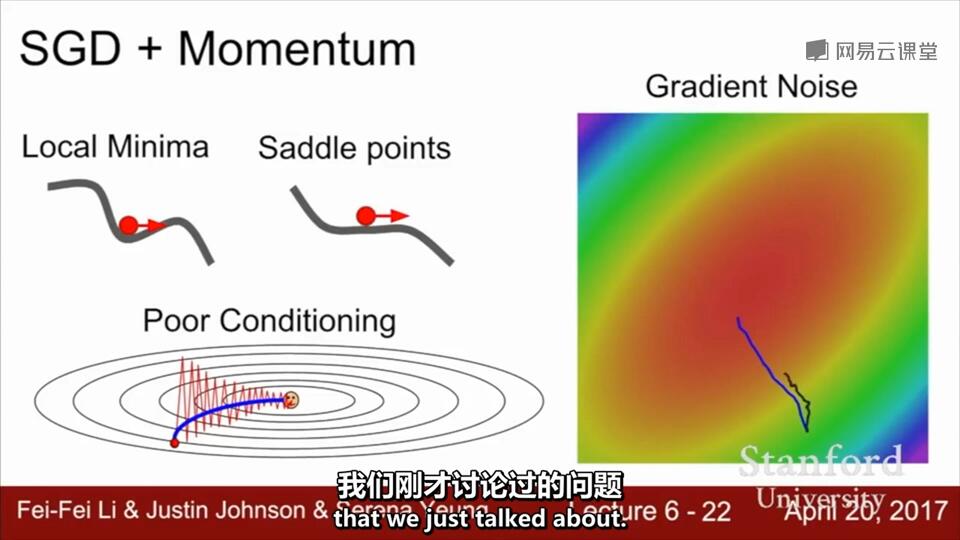 SGD + Momentum
网易云课堂
Gradient Noise
Local Minima
Saddle points
Poor Conditioning
Stanford
University
我们刚才讨论过的问题
that we just talked about.
Fei-Fei Li & Justin Johnson & Serena Yeung
Lecture 6 - 22
April 20, 2017